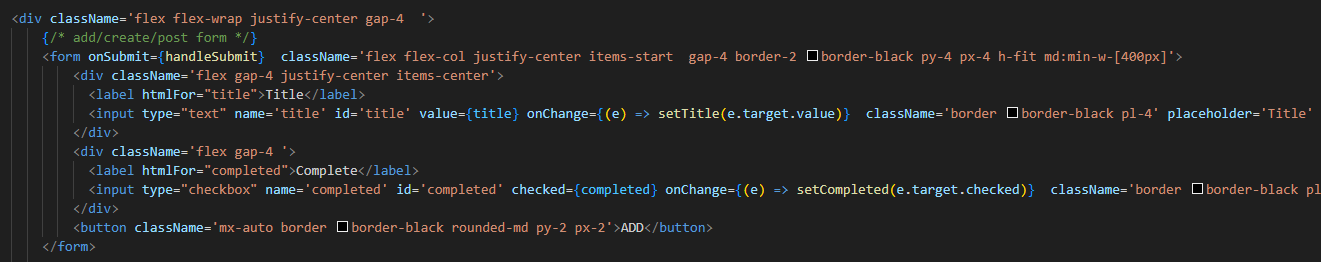 <div className='flex flex-wrap justify-center gap-4  '>
{/* add/create/post form */}
<form onSubmit={handleSubmit}  className='flex flex-col justify-center items-start  gap-4 border-2 border-black py-4 px-4 h-fit md:min-w-[400px]'>
<div className='flex gap-4 justify-center items-center'>
<label htmlFor="title">Title</label>
<input type="text" name='title' id='title' value={title} onChange={(e) => setTitle(e.target.value)}  className='border border-black pl-4' placeholder='Title'
</div>
<div className='flex gap-4 '>
<label htmlFor="completed">Complete</label>
<input type="checkbox" name='completed' id='completed' checked={completed} onChange={(e) => setCompleted(e.target.checked)}  className='border border-black pl
</div>
<button className='mx-auto border border-black rounded-md py-2 px-2'>ADD</button>
</form>